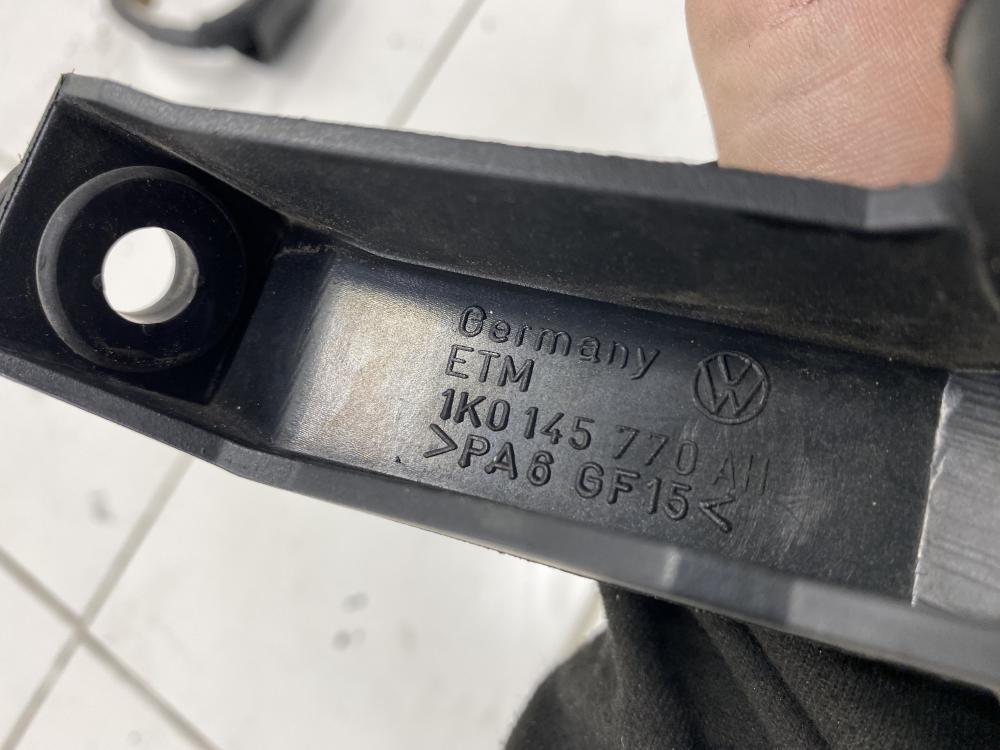 Germany
ETM
1K0 145 770 AH
>PA6 GF15<